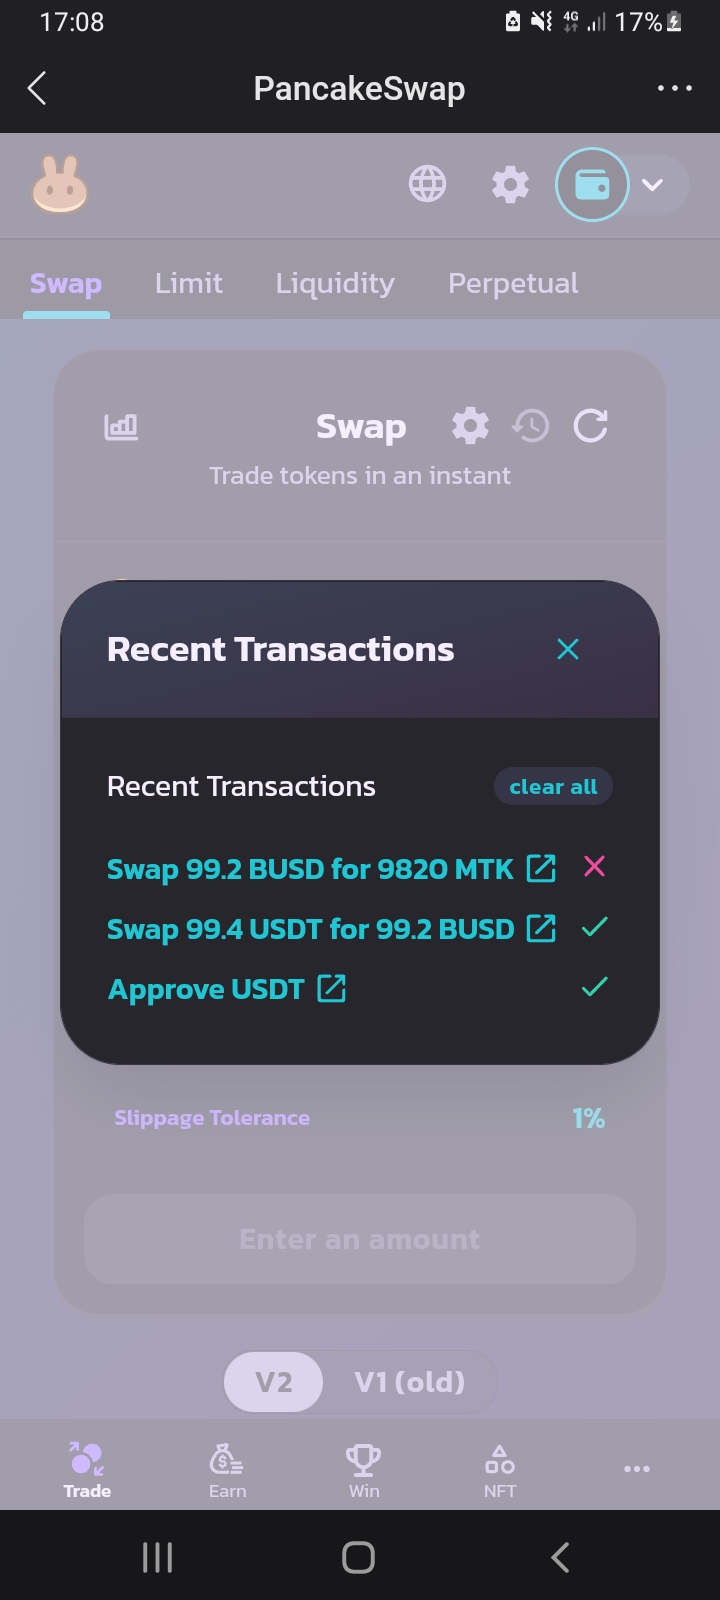 17:08
4G
17%
PancakeSwap
Swap Limit Liquidity Perpetual
Swap
Trade tokens in an instant
Recent Transactions
Recent Transactions
clear all
Swap 99.2 BUSD for 9820 MTK
Swap 99.4 USDT for 99.2 BUSD
Approve USDT
Slippage Tolerance 1%
Enter an amount
V2 V1 (old)
Trade Earn Win NFT